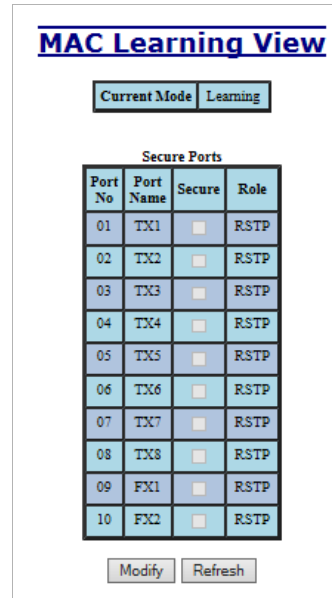 MAC Learning View
Current Mode Learning
Secure Ports
Port No Port Name Secure Role
01 TX1 RSTP
02 TX2 RSTP
03 TX3 RSTP
04 TX4 RSTP
05 TX5 RSTP
06 TX6 RSTP
07 TX7 RSTP
08 TX8 RSTP
09 FX1 RSTP
10 FX2 RSTP
Modify Refresh